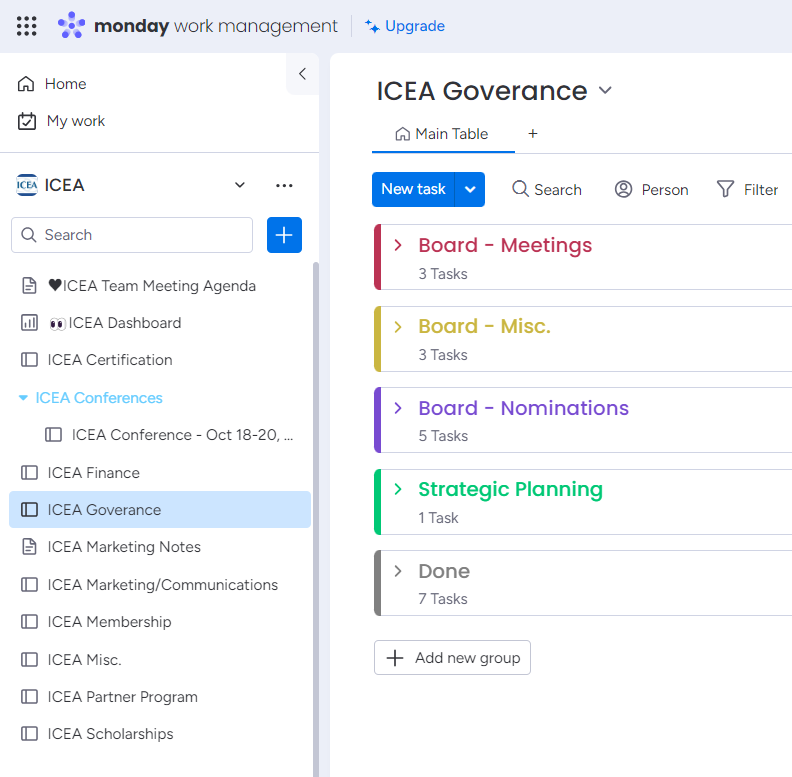 monday work management
Upgrade
Home
My work
ICEA
ICEA
Search
♥ICEA Team Meeting Agenda
👀ICEA Dashboard
ICEA Certification
ICEA Conferences
ICEA Conference - Oct 18-20, ...
ICEA Finance
ICEA Goverance
ICEA Marketing Notes
ICEA Marketing/Communications
ICEA Membership
ICEA Misc.
ICEA Partner Program
ICEA Scholarships
ICEA Goverance
Main Table +
New task
Search
Person
Filter
Board - Meetings
3 Tasks
Board - Misc.
3 Tasks
Board - Nominations
5 Tasks
Strategic Planning
1 Task
Done
7 Tasks
+ Add new group